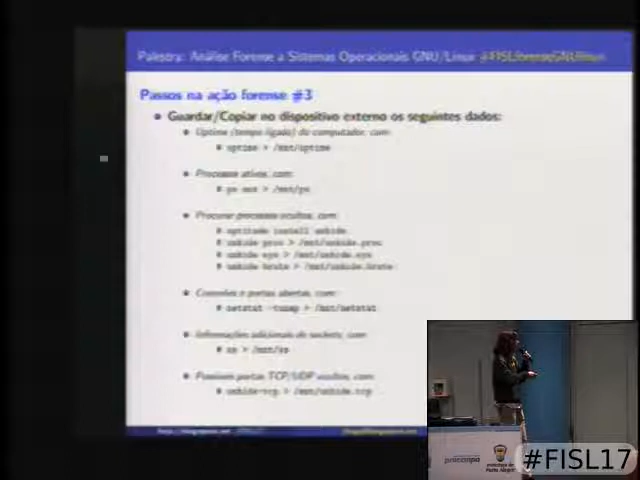 Palestra: Análise Forense a Sistemas Operacionais GNU/Linux #FISLforenseGNUlinux
Passos na ação forense #3
Guardar/Copiar no dispositivo externo os seguintes dados:
Uptime (tempo ligado) do computador, com:
# uptime > /mnt/uptime
Processos ativos, com:
# ps aux > /mnt/ps
Procurar processos ocultos, com:
# aptitude install unhide
# unhide proc > /mnt/unhide.proc
# unhide sys > /mnt/unhide.sys
# unhide brute > /mnt/unhide.brute
Conexões e portas abertas, com:
# netstat > /mnt/netstat
Informações adicionais de sockets, com:
# ss > /mnt/ss
Possíveis portas TCP/UDP ocultas, com:
# unhide-tcp > /mnt/unhide.tcp
procempa
Porto Alegre
#FISL17